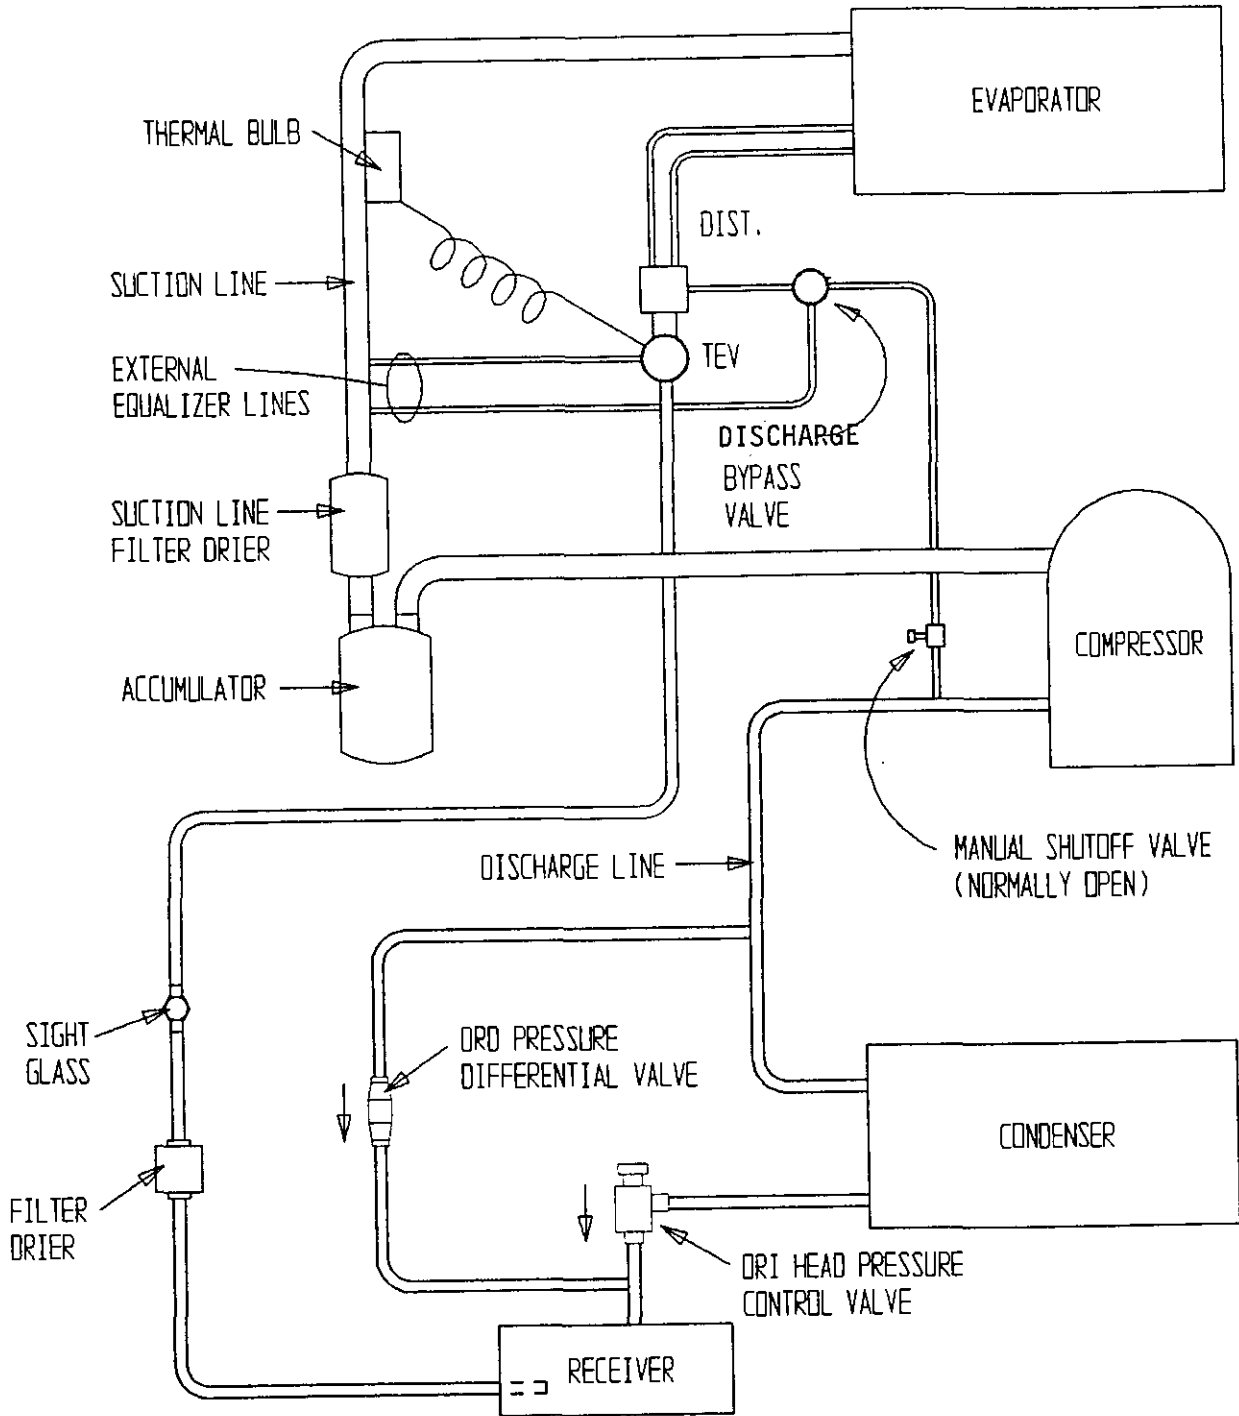 EVAPORATOR
THERMAL BULB
DIST.
SUCTION LINE
TEV
EXTERNAL
EQUALIZER LINES
DISCHARGE
BYPASS
VALVE
SUCTION LINE
FILTER DRIER
COMPRESSOR
ACCUMULATOR
MANUAL SHUTOFF VALVE
(NORMALLY OPEN)
DISCHARGE LINE
SIGHT
GLASS
ORD PRESSURE
DIFFERENTIAL VALVE
CONDENSER
FILTER
DRIER
ORI HEAD PRESSURE
CONTROL VALVE
RECEIVER